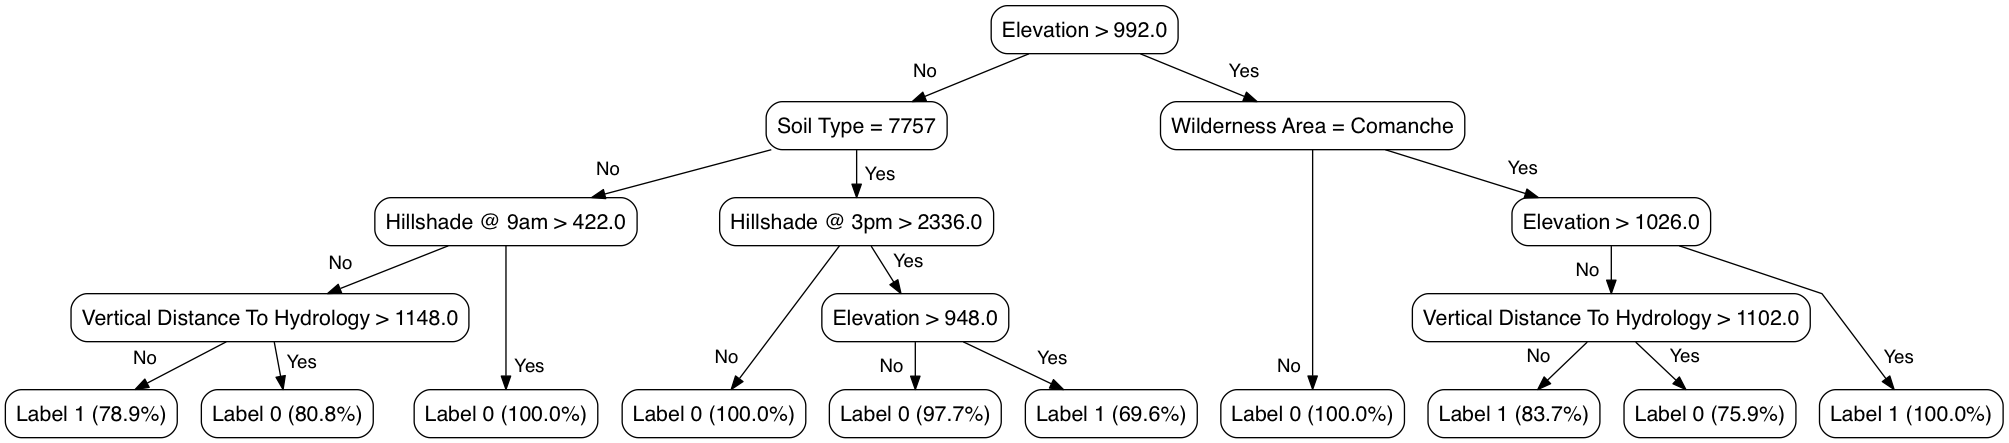 Elevation > 992.0
No
Yes
Soil Type = 7757
Wilderness Area = Comanche
No
Yes
Yes
Hillshade @ 9am > 422.0
Hillshade @ 3pm > 2336.0
Elevation > 1026.0
No
Yes
No
Vertical Distance To Hydrology > 1148.0
Elevation > 948.0
Vertical Distance To Hydrology > 1102.0
No
Yes
Yes
No
No
Yes
No
No
Yes
Yes
Label 1 (78.9%)
Label 0 (80.8%)
Label 0 (100.0%)
Label 0 (100.0%)
Label 0 (97.7%)
Label 1 (69.6%)
Label 0 (100.0%)
Label 1 (83.7%)
Label 0 (75.9%)
Label 1 (100.0%)